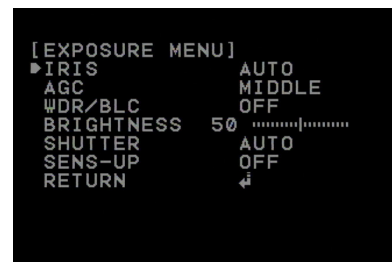 [EXPOSURE MENU]
IRIS AUTO
AGC MIDDLE
WDR/BLC OFF
BRIGHTNESS 50
SHUTTER AUTO
SENS-UP OFF
RETURN